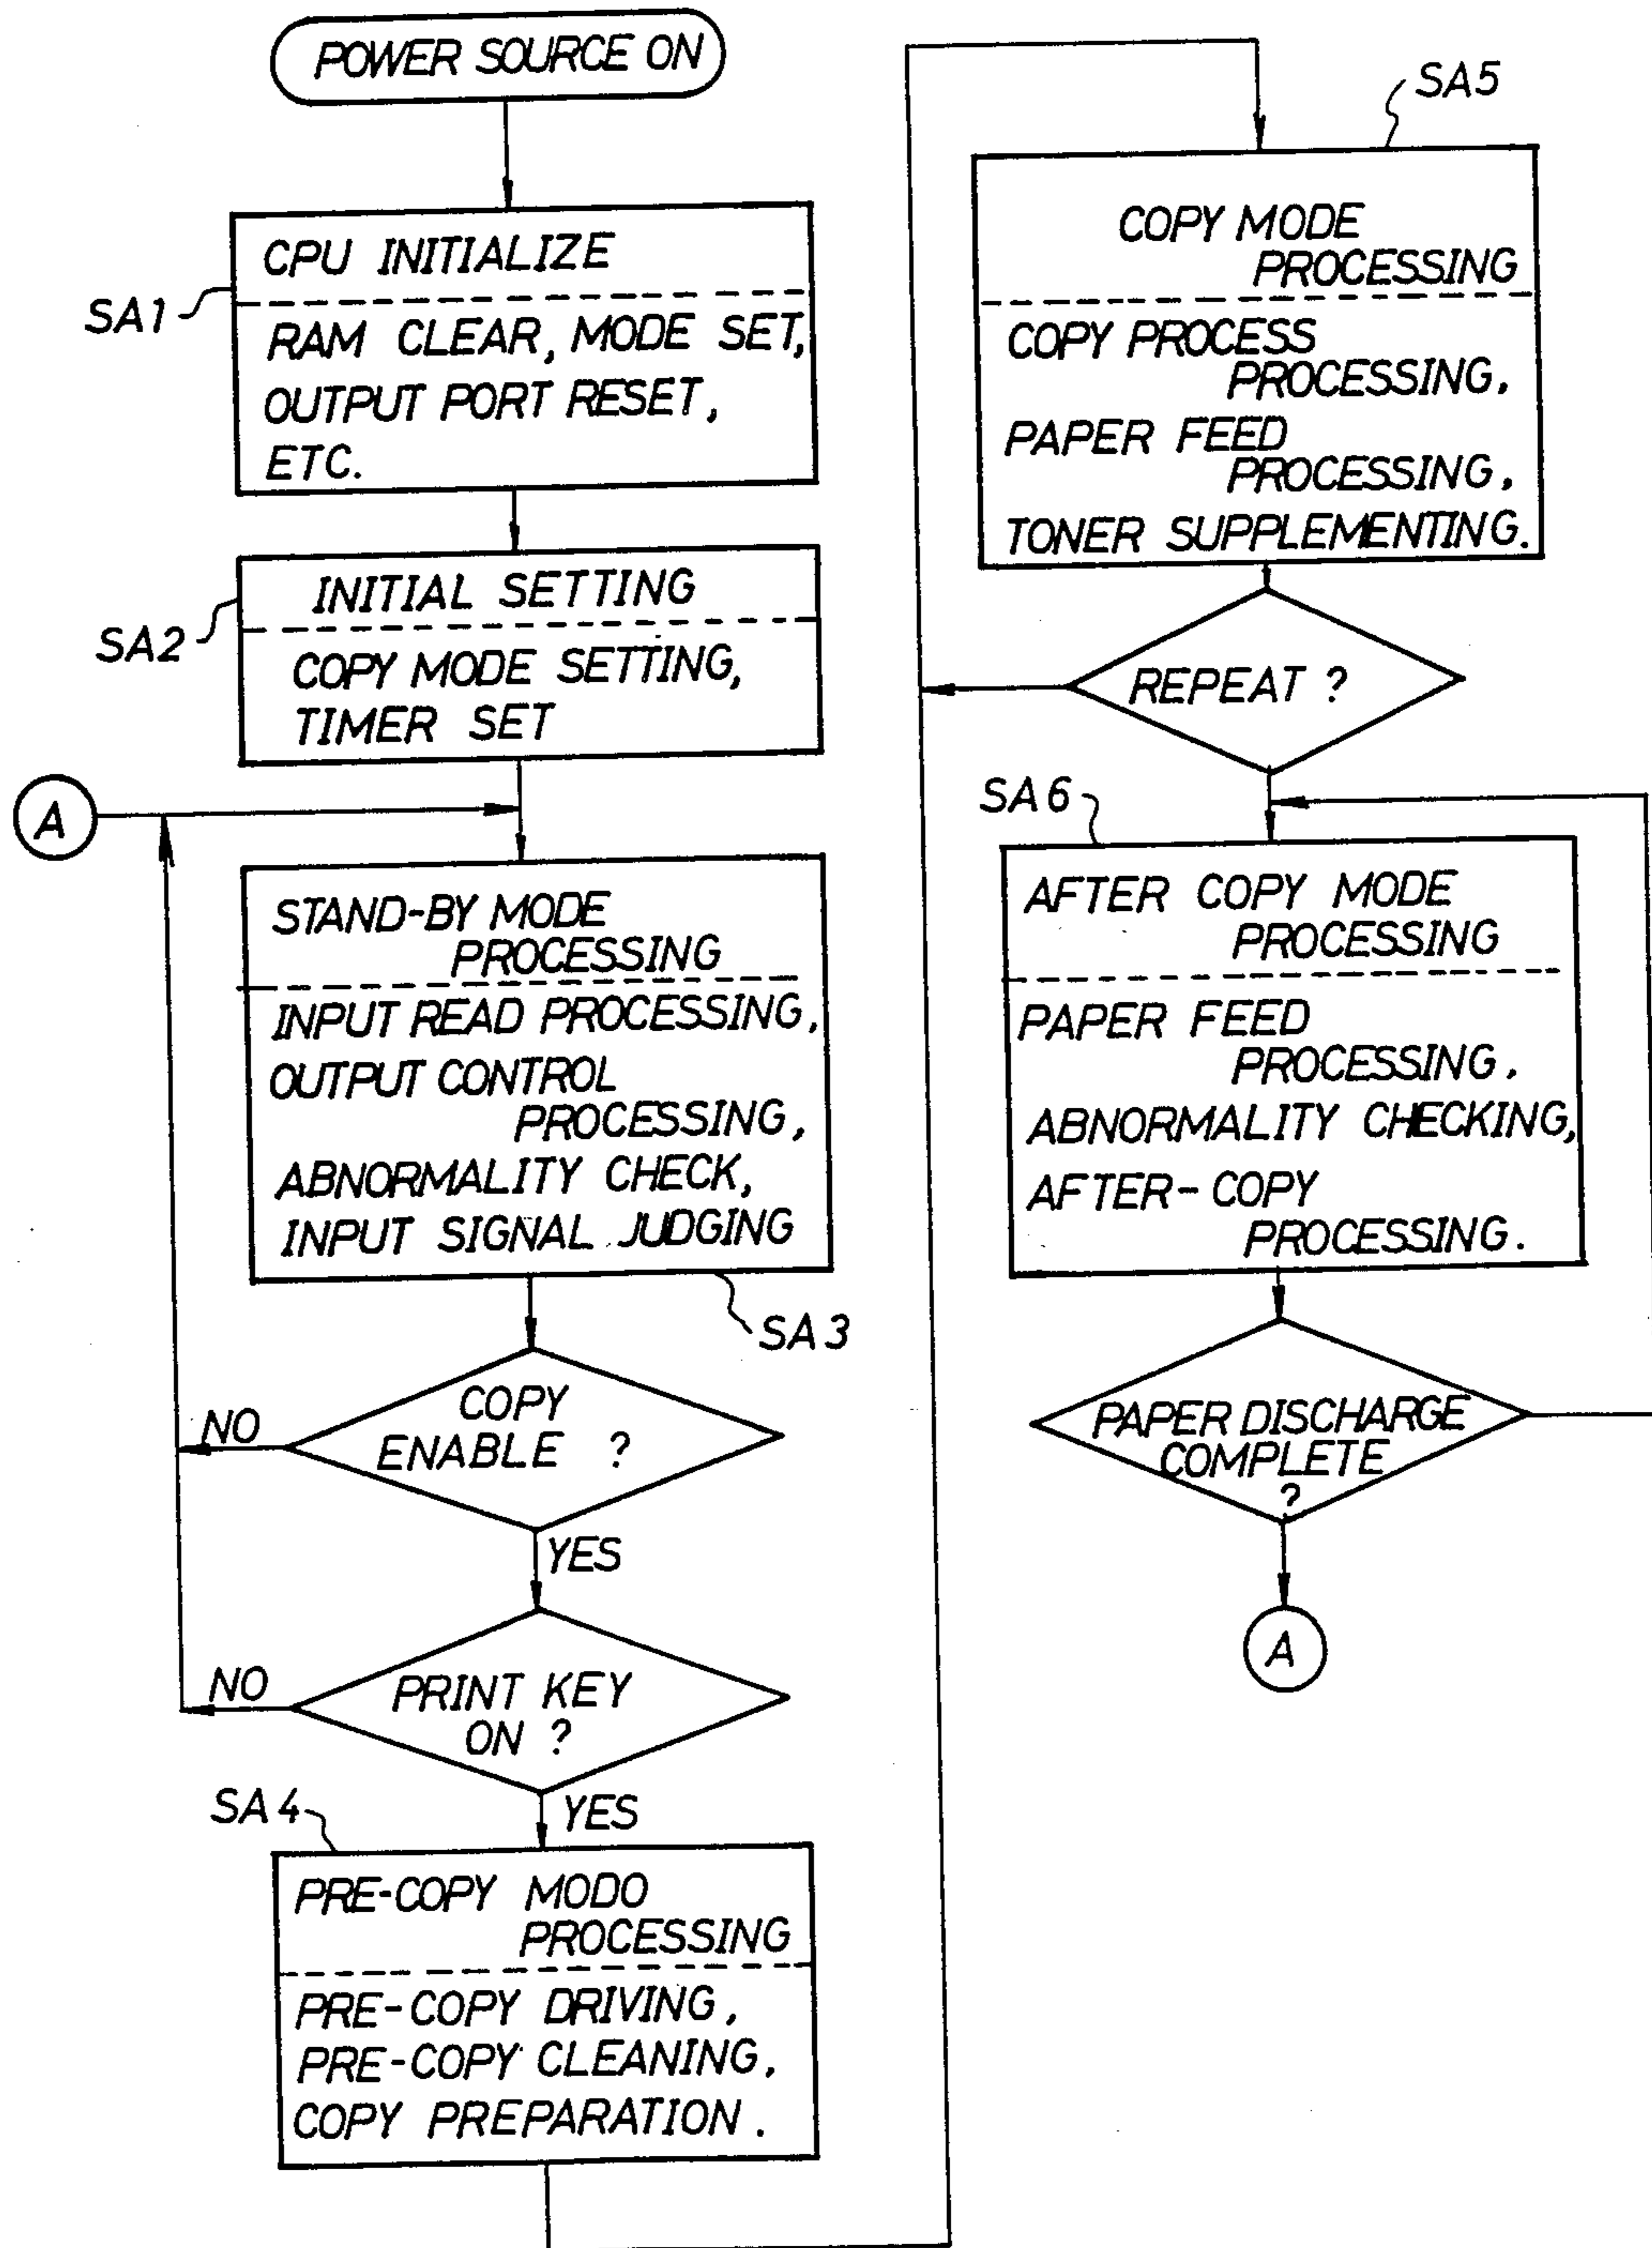 POWER SOURCE ON
SA1
CPU INITIALIZE
RAM CLEAR, MODE SET,
OUTPUT PORT RESET,
ETC.
SA2
INITIAL SETTING
COPY MODE SETTING,
TIMER SET
A
STAND-BY MODE
PROCESSING
INPUT READ PROCESSING,
OUTPUT CONTROL
PROCESSING,
ABNORMALITY CHECK,
INPUT SIGNAL JUDGING
SA3
COPY
ENABLE ?
NO
YES
PRINT KEY
ON ?
NO
YES
SA4
PRE-COPY MODO
PROCESSING
PRE-COPY DRIVING,
PRE-COPY CLEANING,
COPY PREPARATION.
SA5
COPY MODE
PROCESSING
COPY PROCESS
PROCESSING,
PAPER FEED
PROCESSING,
TONER SUPPLEMENTING.
REPEAT ?
SA6
AFTER COPY MODE
PROCESSING
PAPER FEED
PROCESSING,
ABNORMALITY CHECKING,
AFTER-COPY
PROCESSING.
PAPER DISCHARGE
COMPLETE
?
A